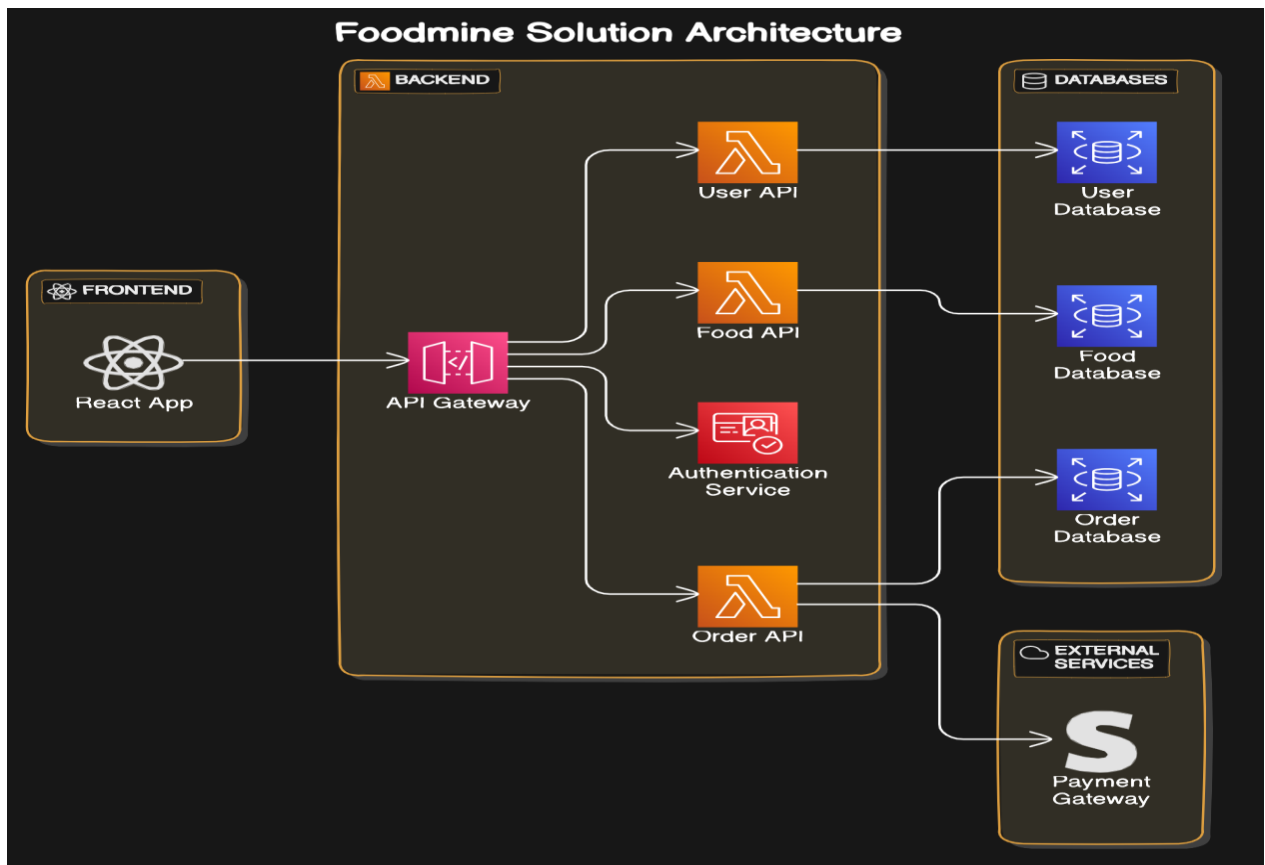 Foodmine Solution Architecture
BACKEND
DATABASES
User API
User
Database
FRONTEND
Food API
React App
API Gateway
Food
Database
Authentication
Service
Order
Database
Order API
EXTERNAL
SERVICES
S
Payment
Gateway